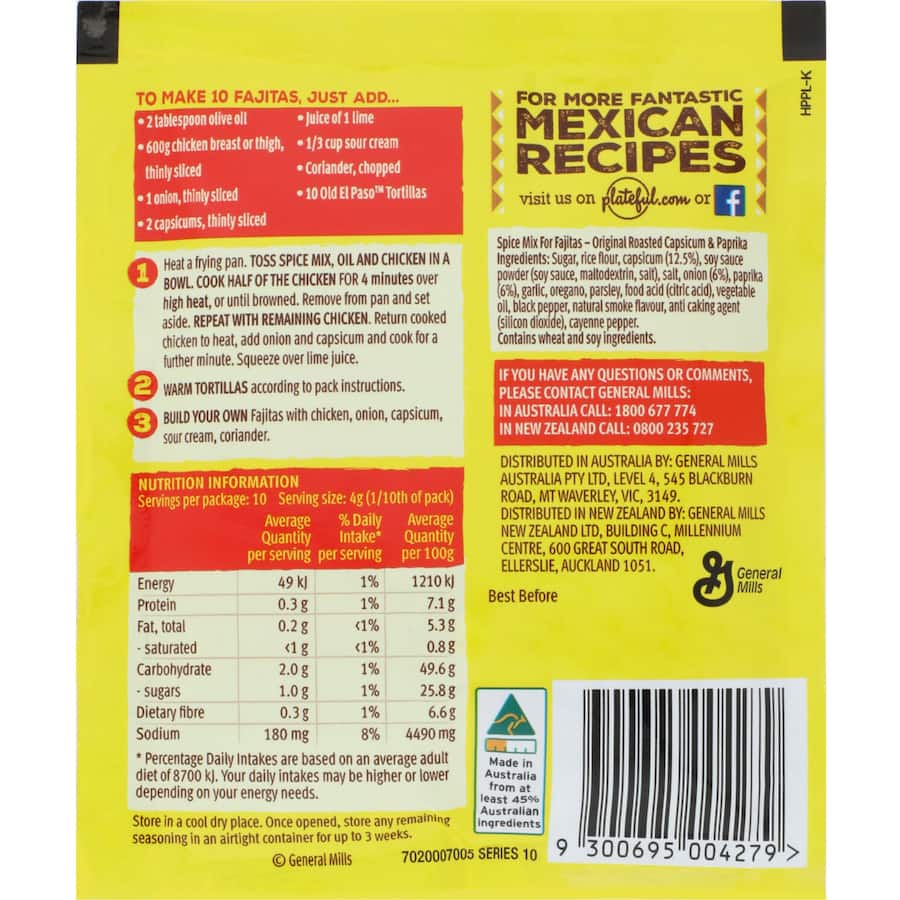 TO MAKE 10 FAJITAS, JUST ADD...
• 2 tablespoon olive oil
• 600g chicken breast or thigh,
thinly sliced
• 1 onion, thinly sliced
• 2 capsicums, thinly sliced
• Juice of 1 lime
• 1/3 cup sour cream
• Coriander, chopped
• 10 Old El Paso™ Tortillas
1 Heat a frying pan. TOSS SPICE MIX, OIL AND CHICKEN IN A
BOWL. COOK HALF OF THE CHICKEN FOR 4 minutes over
high heat, or until browned. Remove from pan and set
aside. REPEAT WITH REMAINING CHICKEN. Return cooked
chicken to heat, add onion and capsicum and cook for a
further minute. Squeeze over lime juice.
2 WARM TORTILLAS according to pack instructions.
3 BUILD YOUR OWN Fajitas with chicken, onion, capsicum,
sour cream, coriander.
NUTRITION INFORMATION
Servings per package: 10 Serving size: 4g (1/10th of pack)
Average % Daily Average
Quantity Intake* Quantity
per serving per serving per 100g
Energy 49 kJ 1% 1210 kJ
Protein 0.3 g 1% 7.1 g
Fat, total 0.2 g <1% 5.3 g
- saturated <1 g <1% 0.8 g
Carbohydrate 2.0 g 1% 49.6 g
- sugars 1.0 g 1% 25.8 g
Dietary fibre 0.3 g 1% 6.6 g
Sodium 180 mg 8% 4490 mg
* Percentage Daily Intakes are based on an average adult
diet of 8700 kJ. Your daily intakes may be higher or lower
depending on your energy needs.
Store in a cool dry place. Once opened, store any remaining
seasoning in an airtight container for up to 3 weeks.
© General Mills 7020007005 SERIES 10
HPPL-K
FOR MORE FANTASTIC
MEXICAN
RECIPES
visit us on plateful.com or f
Spice Mix For Fajitas – Original Roasted Capsicum & Paprika
Ingredients: Sugar, rice flour, capsicum (12.5%), soy sauce
powder (soy sauce, maltodextrin, salt), salt, onion (6%), paprika
(6%), garlic, oregano, parsley, food acid (citric acid), vegetable
oil, black pepper, natural smoke flavour, anti caking agent
(silicon dioxide), cayenne pepper.
Contains wheat and soy ingredients.
IF YOU HAVE ANY QUESTIONS OR COMMENTS,
PLEASE CONTACT GENERAL MILLS:
IN AUSTRALIA CALL: 1800 677 774
IN NEW ZEALAND CALL: 0800 235 727
DISTRIBUTED IN AUSTRALIA BY: GENERAL MILLS
AUSTRALIA PTY LTD, LEVEL 4, 545 BLACKBURN
ROAD, MT WAVERLEY, VIC, 3149.
DISTRIBUTED IN NEW ZEALAND BY: GENERAL MILLS
NEW ZEALAND LTD, BUILDING C, MILLENNIUM
CENTRE, 600 GREAT SOUTH ROAD,
ELLERSLIE, AUCKLAND 1051.
G General
Mills
Best Before
Made in
Australia
from at
least 45%
Australian
ingredients
9 300695 004279 >